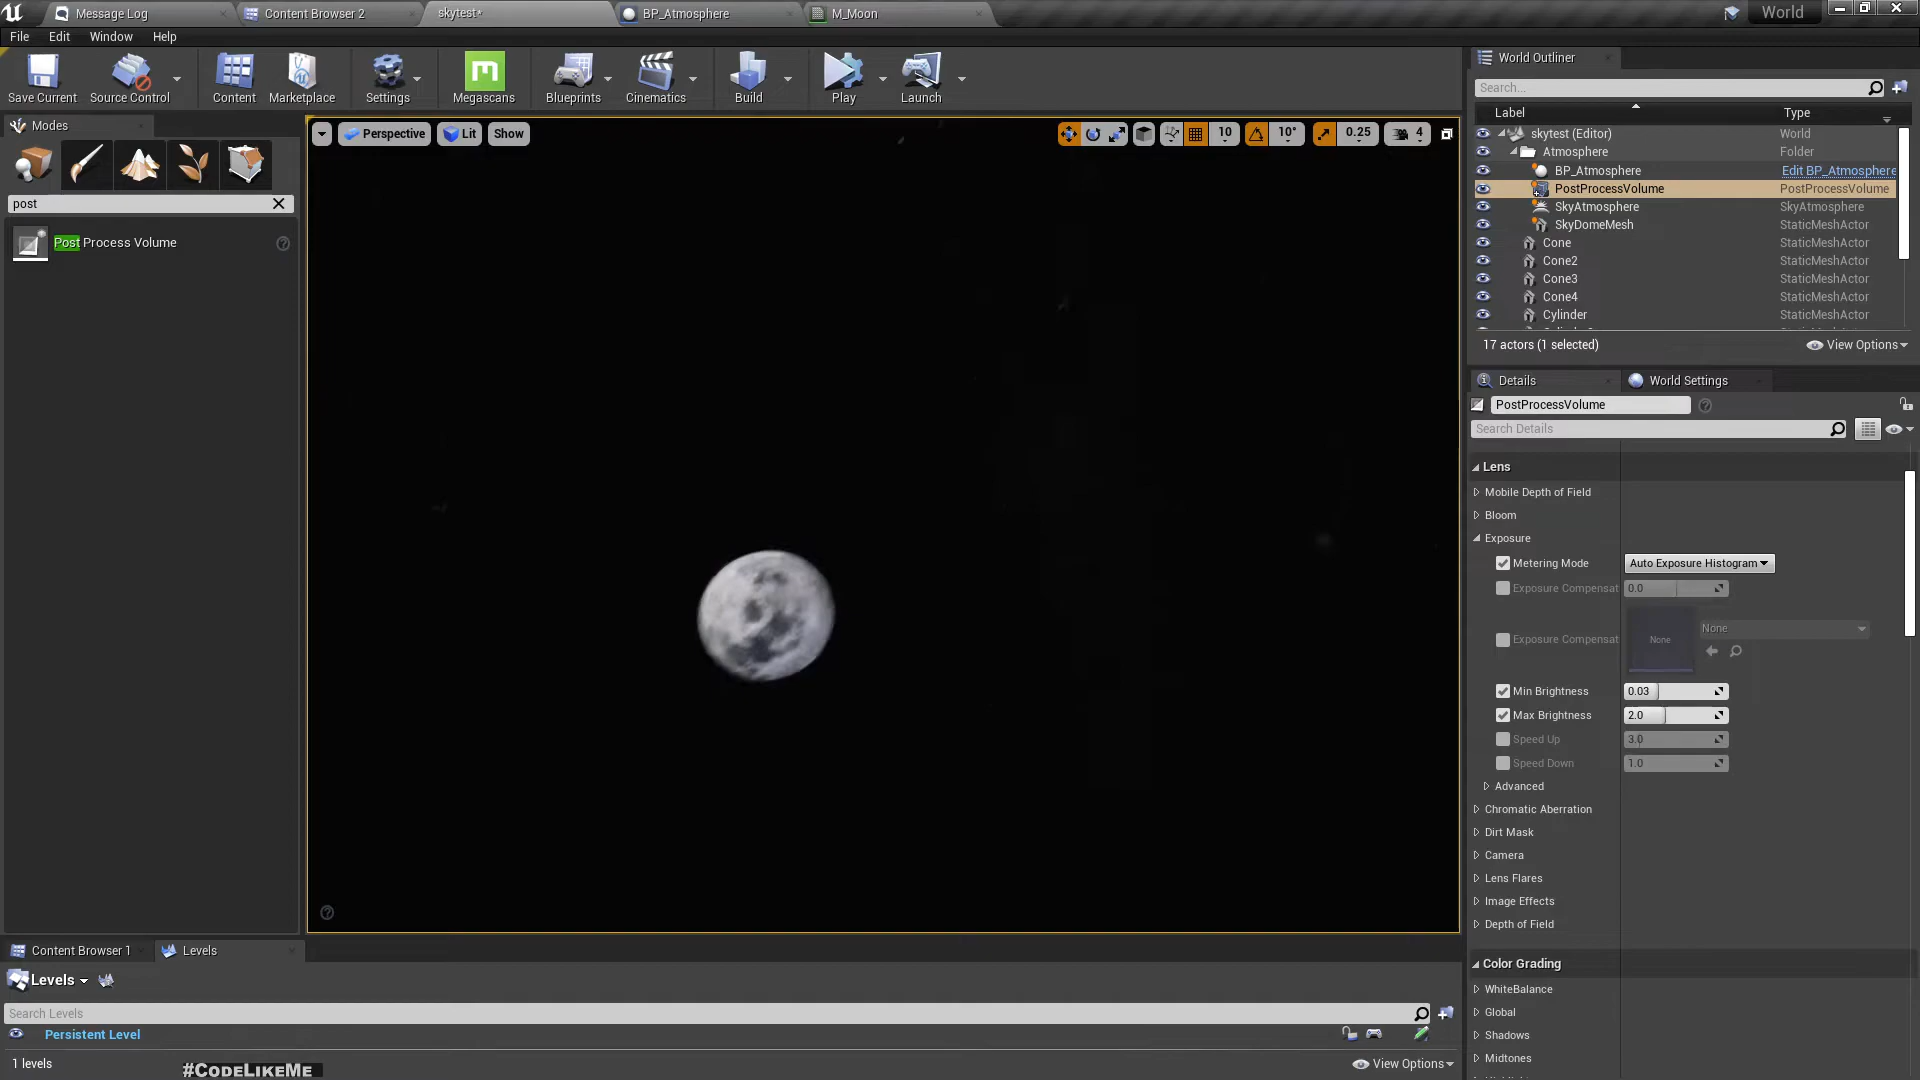 Message Log
Content Browser 2
skytest*
BP_Atmosphere
M_Moon
World
File
Edit
Window
Help
Save Current
Source Control
Content
Marketplace
Settings
Megascans
Blueprints
Cinematics
Build
Play
Launch
Modes
post
Post Process Volume
Perspective
Lit
Show
10
10°
0.25
4
World Outliner
Search...
Label
Type
skytest (Editor)
World
Atmosphere
Folder
BP_Atmosphere
Edit BP_Atmosphere
PostProcessVolume
PostProcessVolume
SkyAtmosphere
SkyAtmosphere
SkyDomeMesh
StaticMeshActor
Cone
StaticMeshActor
Cone2
StaticMeshActor
Cone3
StaticMeshActor
Cone4
StaticMeshActor
Cylinder
StaticMeshActor
17 actors (1 selected)
View Options
Details
World Settings
PostProcessVolume
Search Details
Lens
Mobile Depth of Field
Bloom
Exposure
Metering Mode
Auto Exposure Histogram
Exposure Compensat
0.0
Exposure Compensat
None
None
Min Brightness
0.03
Max Brightness
2.0
Speed Up
3.0
Speed Down
1.0
Advanced
Chromatic Aberration
Dirt Mask
Camera
Lens Flares
Image Effects
Depth of Field
Color Grading
WhiteBalance
Global
Shadows
Midtones
Content Browser 1
Levels
Levels
Search Levels
Persistent Level
1 levels
View Options
#CODELIKEME